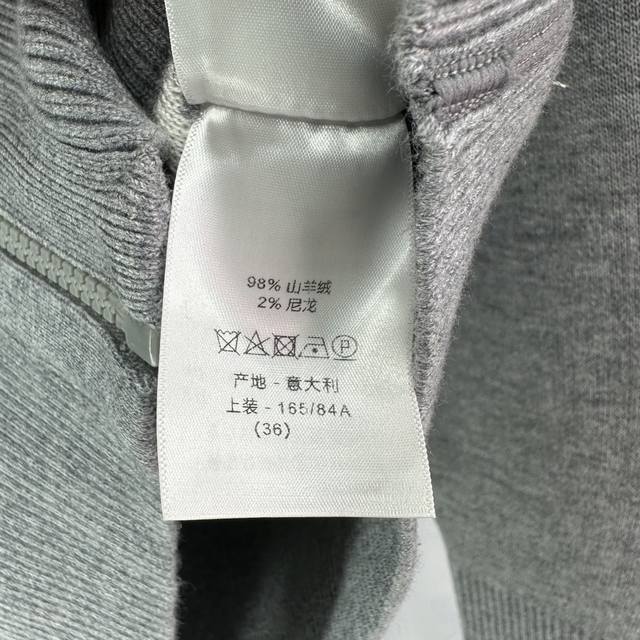 98% 山羊绒
2% 尼龙
P
产地 - 意大利
上装 - 165/84A
(36)